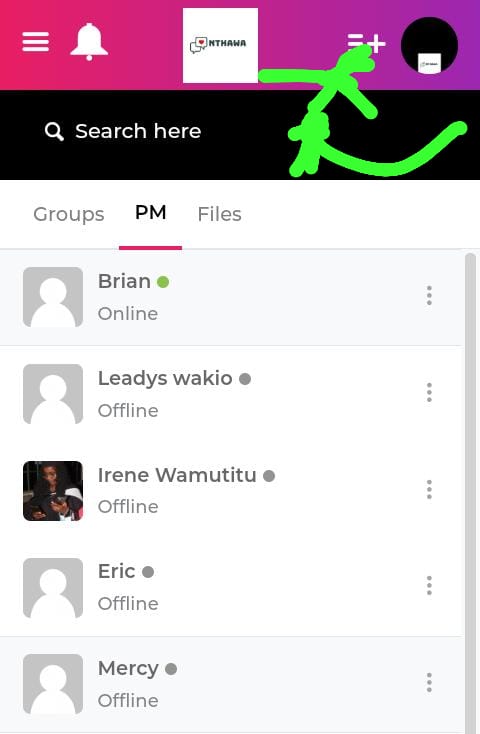 NTHAWA
Search here
Groups PM Files
Brian
Online
Leadys wakio
Offline
Irene Wamutitu
Offline
Eric
Offline
Mercy
Offline